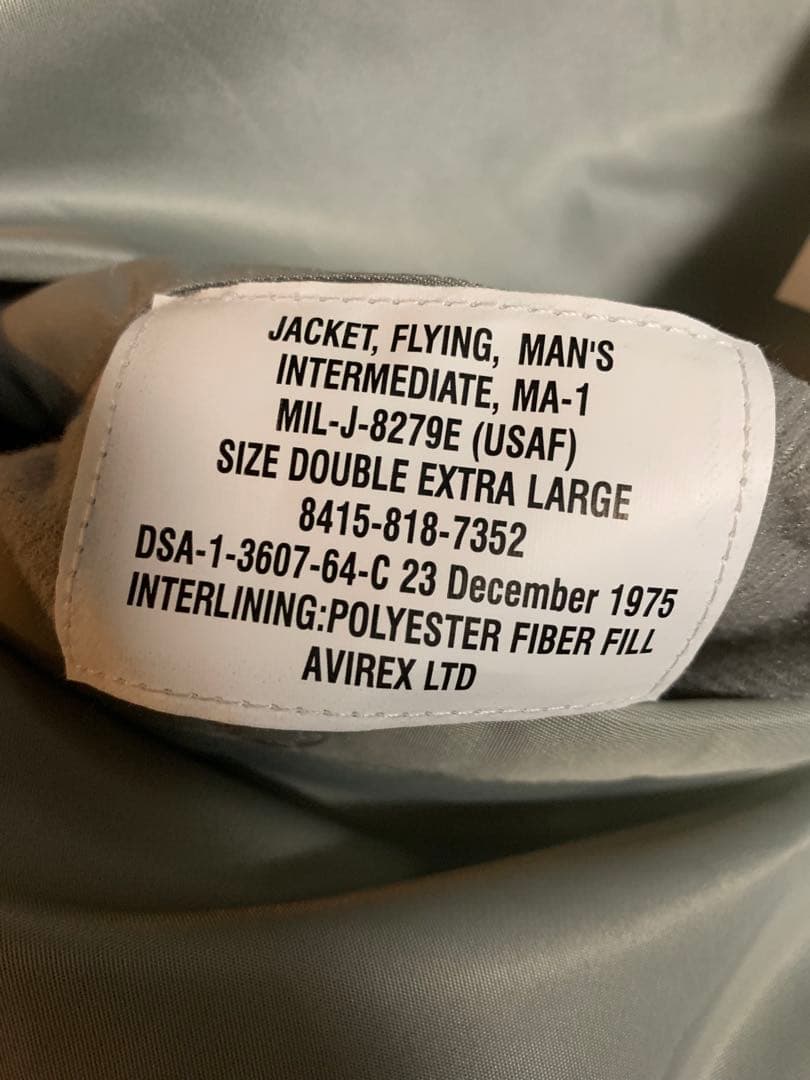 JACKET, FLYING, MAN'S
INTERMEDIATE, MA-1
MIL-J-8279E (USAF)
SIZE DOUBLE EXTRA LARGE
8415-818-7352
DSA-1-3607-64-C 23 December 1975
INTERLINING:POLYESTER FIBER FILL
AVIREX LTD